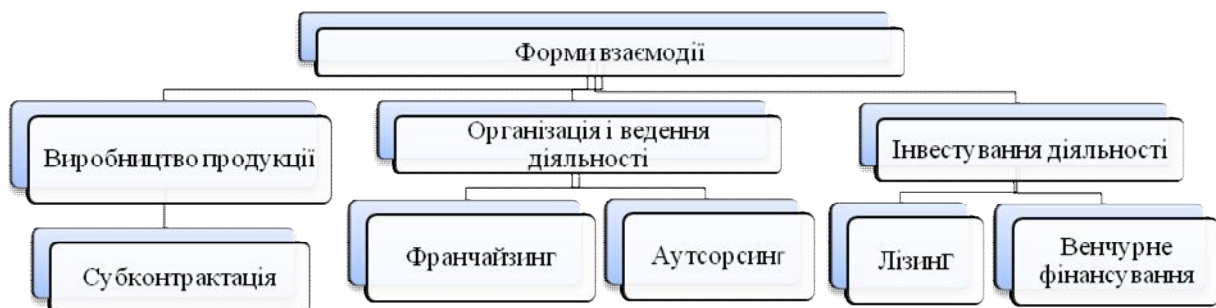 Форми взаємодії
Організація і ведення
діяльності
Виробництво продукції
Інвестування діяльності
Субконтрактація
Франчайзинг
Аутсорсинг
Лізинг
Венчурне
фінансування